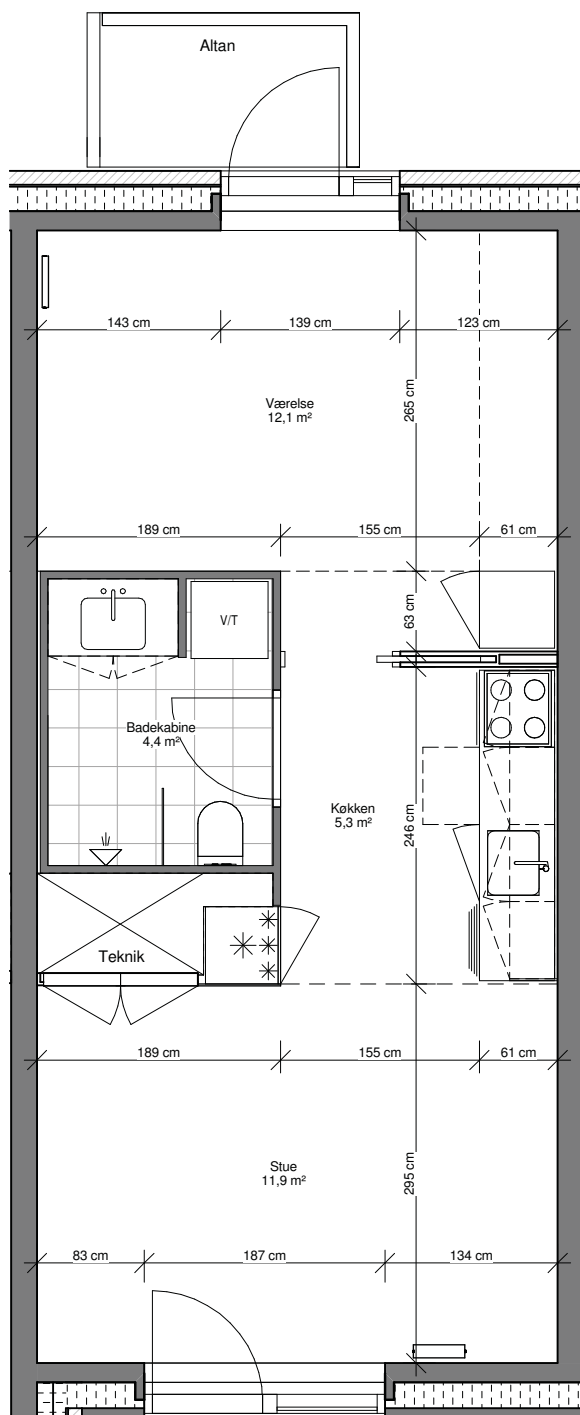 Altan
143 cm
139 cm
123 cm
265 cm
Værelse
12,1 m²
189 cm
155 cm
61 cm
63 cm
V/T
Badekabine
4,4 m²
Køkken
5,3 m²
246 cm
Teknik
189 cm
155 cm
61 cm
Stue
11,9 m²
295 cm
83 cm
187 cm
134 cm